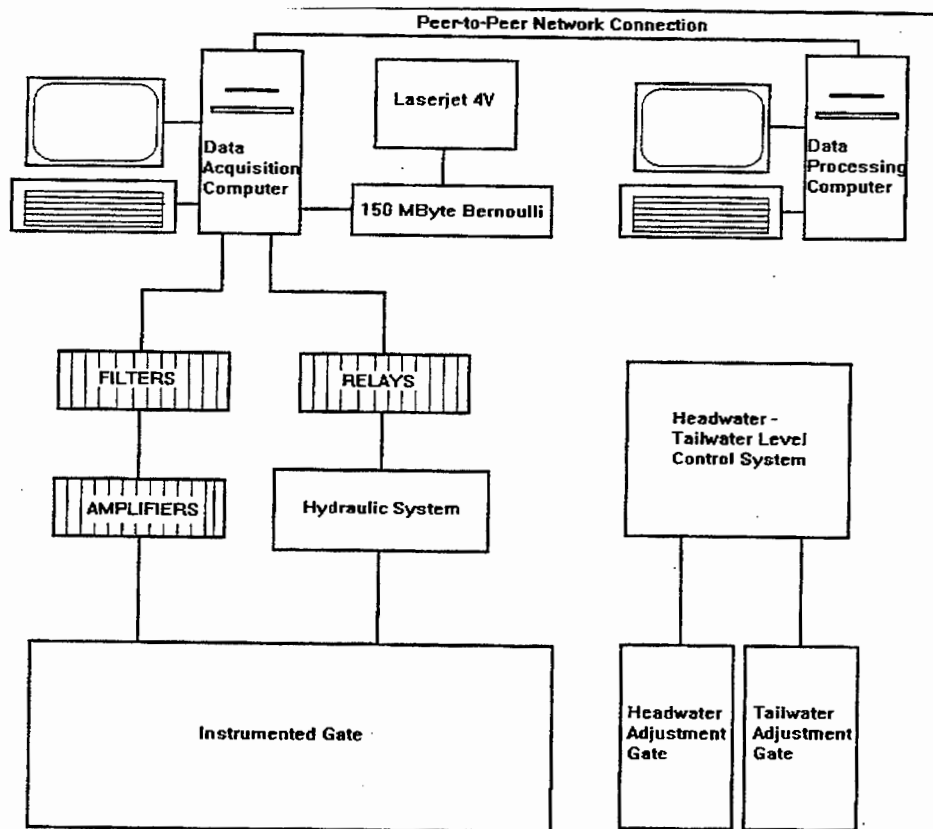 Peer-to-Peer Network Connection
Laserjet 4V
Data
Acquisition
Computer
150 MByte Bernoulli
Data
Processing
Computer
FILTERS
RELAYS
Headwater -
Tailwater Level
Control System
AMPLIFIERS
Hydraulic System
Instrumented Gate
Headwater
Adjustment
Gate
Tailwater
Adjustment
Gate